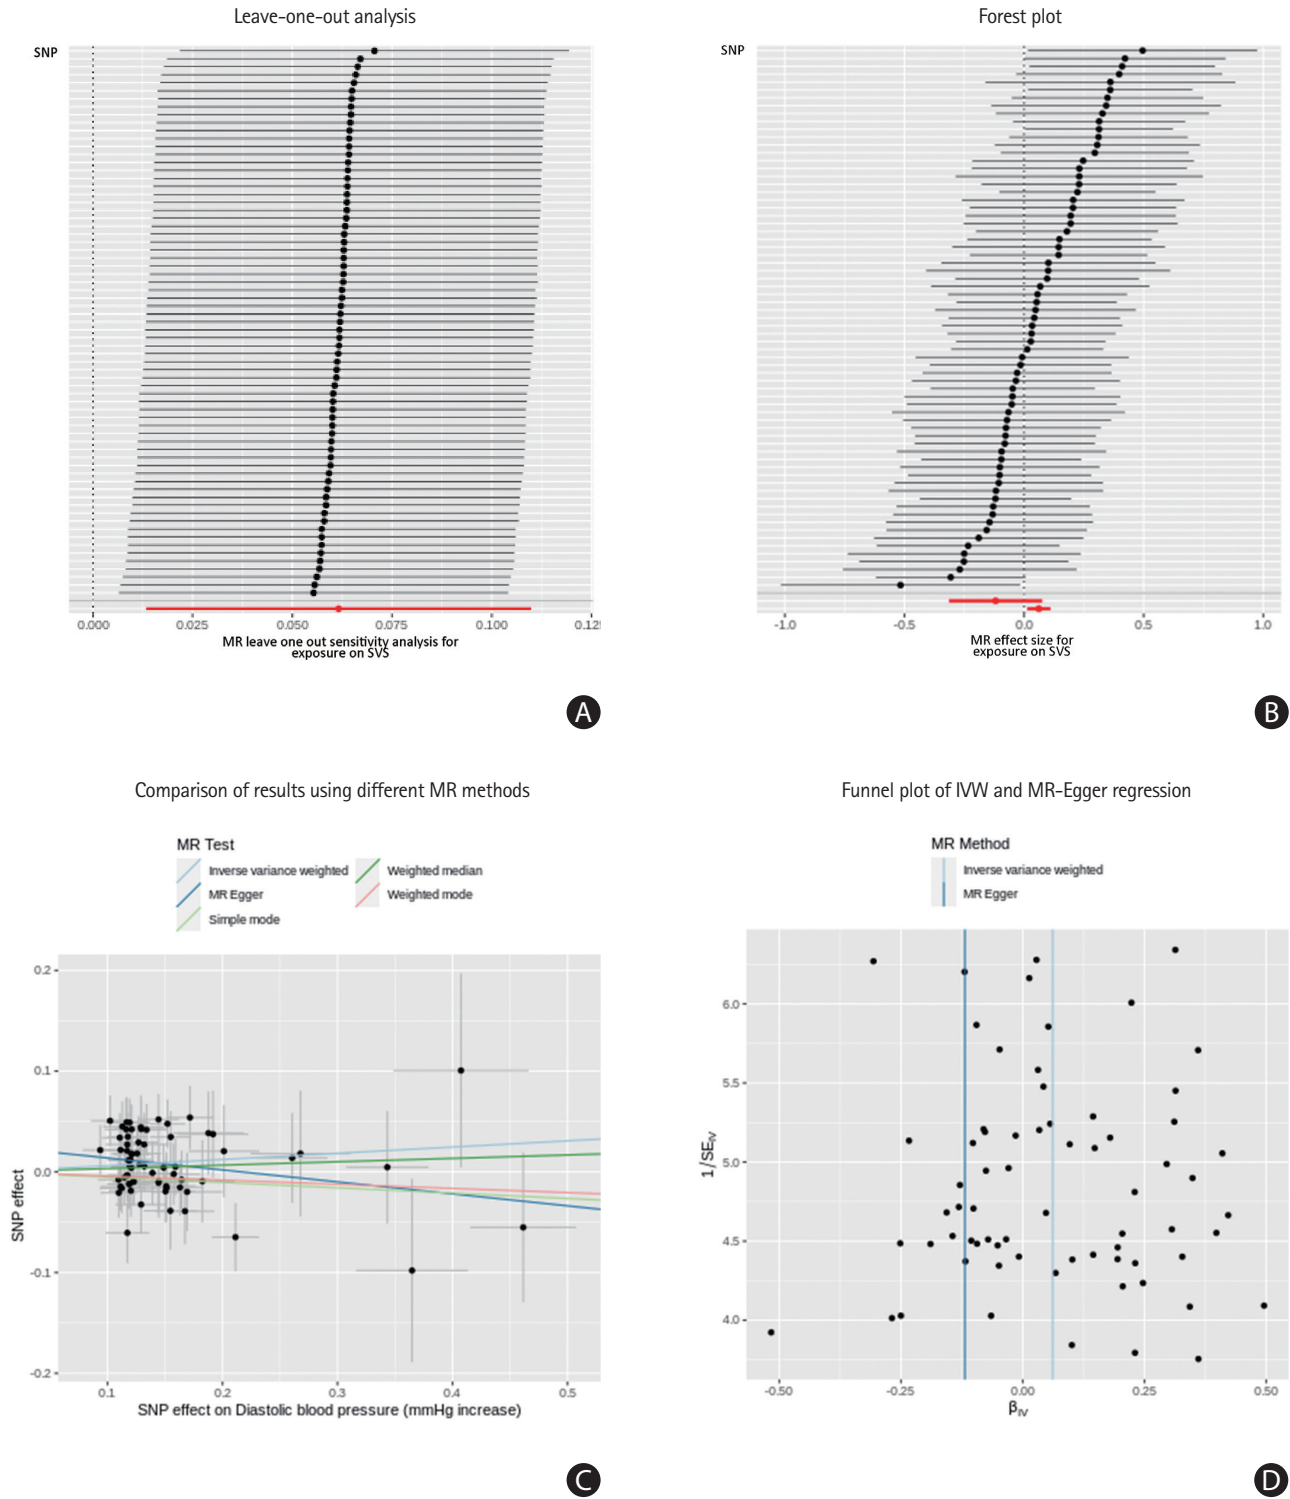 Leave-one-out analysis
SNP
0.000
0.025
0.050
0.075
0.100
0.12
MR leave one out sensitivity analysis for
exposure on SVS
A
Forest plot
SNP
-1.0
-0.5
0.0
0.5
1.0
MR effect size for
exposure on SVS
B
Comparison of results using different MR methods
MR Test
Inverse variance weighted
Weighted median
MR Egger
Weighted mode
Simple mode
0.2
0.1
0.0
-0.1
-0.2
SNP effect
0.1
0.2
0.3
0.4
0.5
SNP effect on Diastolic blood pressure (mmHg increase)
C
Funnel plot of IVW and MR-Egger regression
MR Method
Inverse variance weighted
MR Egger
6.0
5.5
5.0
4.5
4.0
1/SE_IV
-0.50
-0.25
0.00
0.25
0.50
β_IV
D